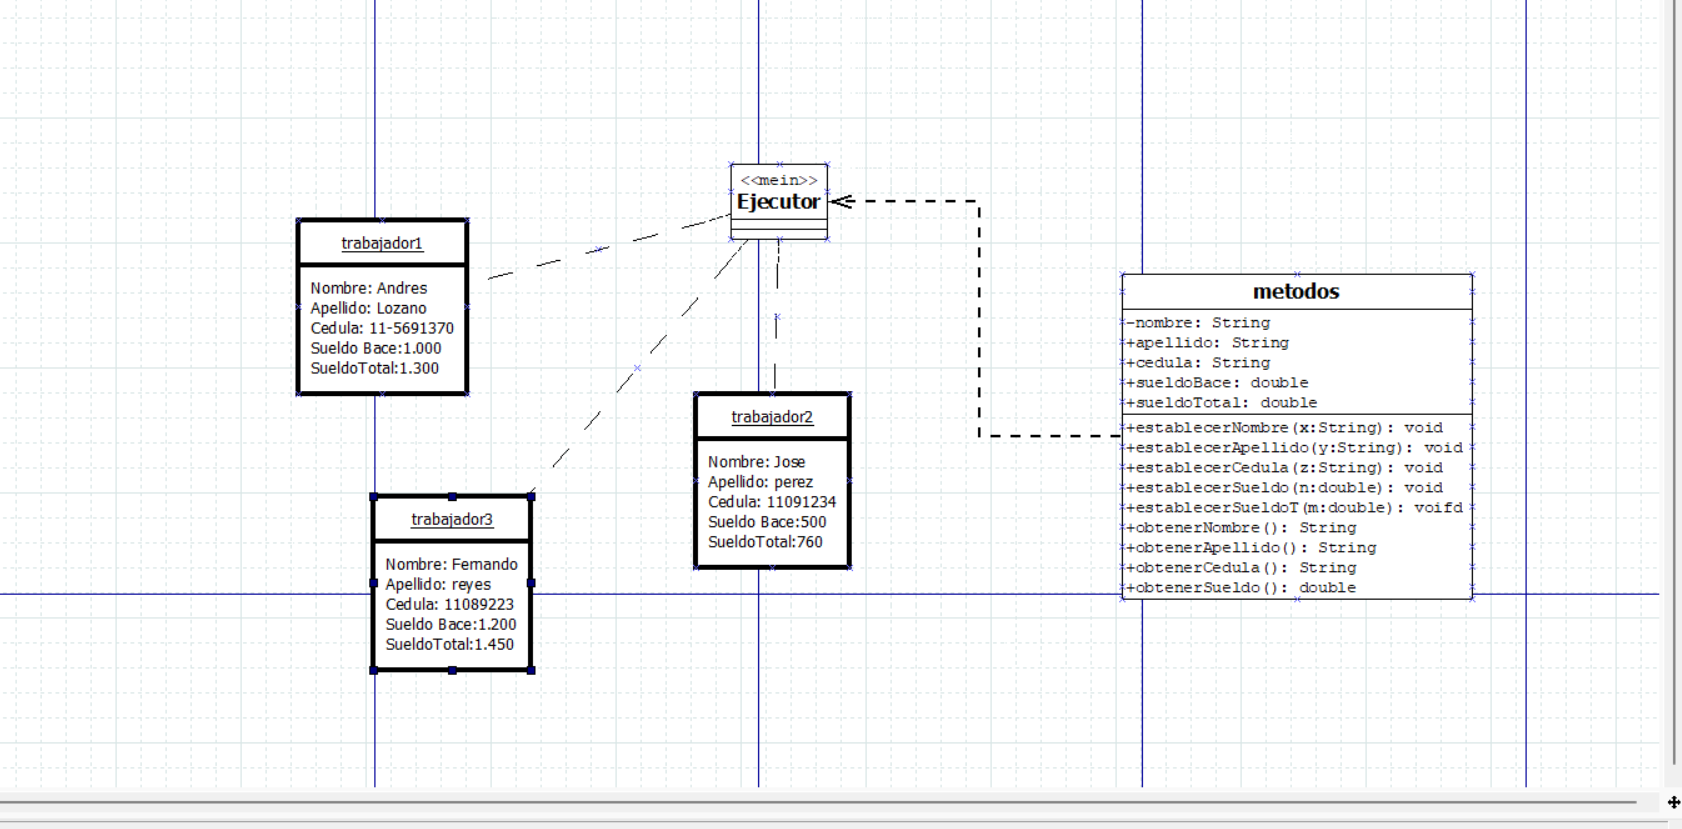 <<mein>>
Ejecutor
trabajador1
Nombre: Andres
Apellido: Lozano
Cedula: 11-5691370
Sueldo Bace:1.000
SueldoTotal:1.300
trabajador2
Nombre: Jose
Apellido: perez
Cedula: 11091234
Sueldo Bace:500
SueldoTotal:760
trabajador3
Nombre: Fernando
Apellido: reyes
Cedula: 11089223
Sueldo Bace:1.200
SueldoTotal:1.450
metodos
-nombre: String
+apellido: String
+cedula: String
+sueldoBace: double
+sueldoTotal: double
+establecerNombre(x:String): void
+establecerApellido(y:String): void
+establecerCedula(z:String): void
+establecerSueldo(n:double): void
+establecerSueldoT(m:double): voifd
+obtenerNombre(): String
+obtenerApellido(): String
+obtenerCedula(): String
+obtenerSueldo(): double